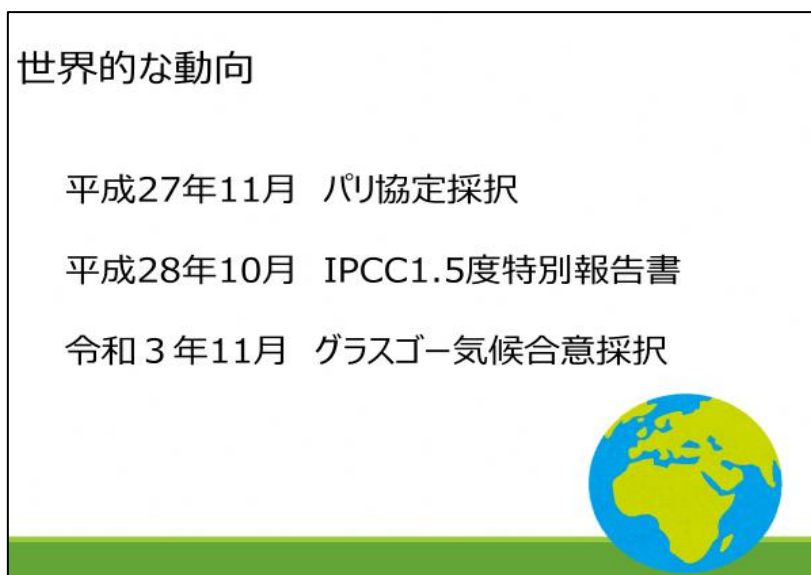 世界的な動向
平成27年11月　パリ協定採択
平成28年10月　IPCC1.5度特別報告書
令和３年11月　グラスゴー気候合意採択